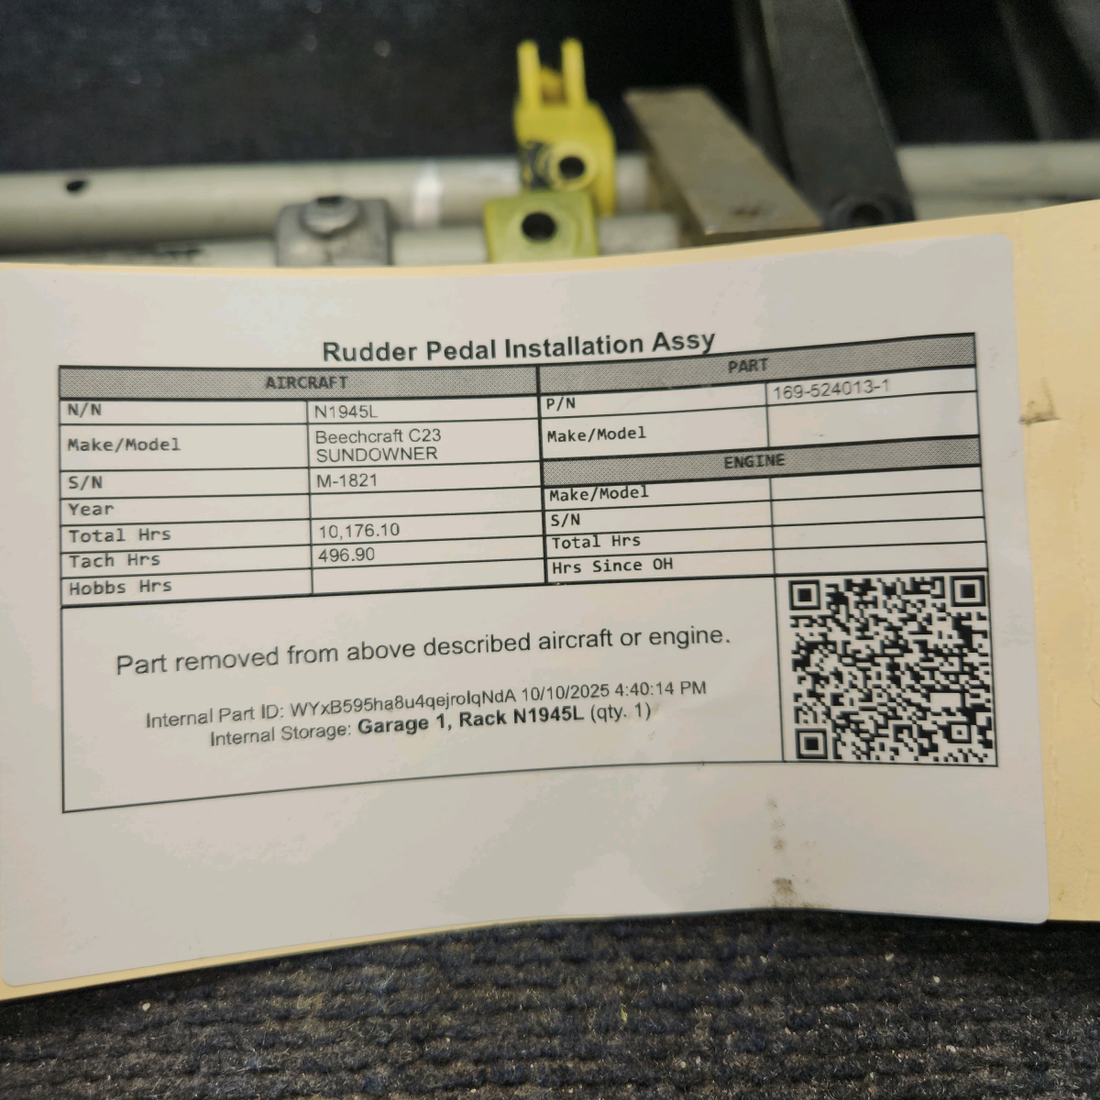 Rudder Pedal Installation Assy
AIRCRAFT
N/N N1945L
Make/Model Beechcraft C23
SUNDOWNER
S/N M-1821
Year
Total Hrs 10,176.10
Tach Hrs 496.90
Hobbs Hrs
PART
P/N 169-524013-1
Make/Model
ENGINE
Make/Model
S/N
Total Hrs
Hrs Since OH
Part removed from above described aircraft or engine.
Internal Part ID: WYxB595ha8u4qejroIqNdA 10/10/2025 4:40:14 PM
Internal Storage: Garage 1, Rack N1945L (qty. 1)